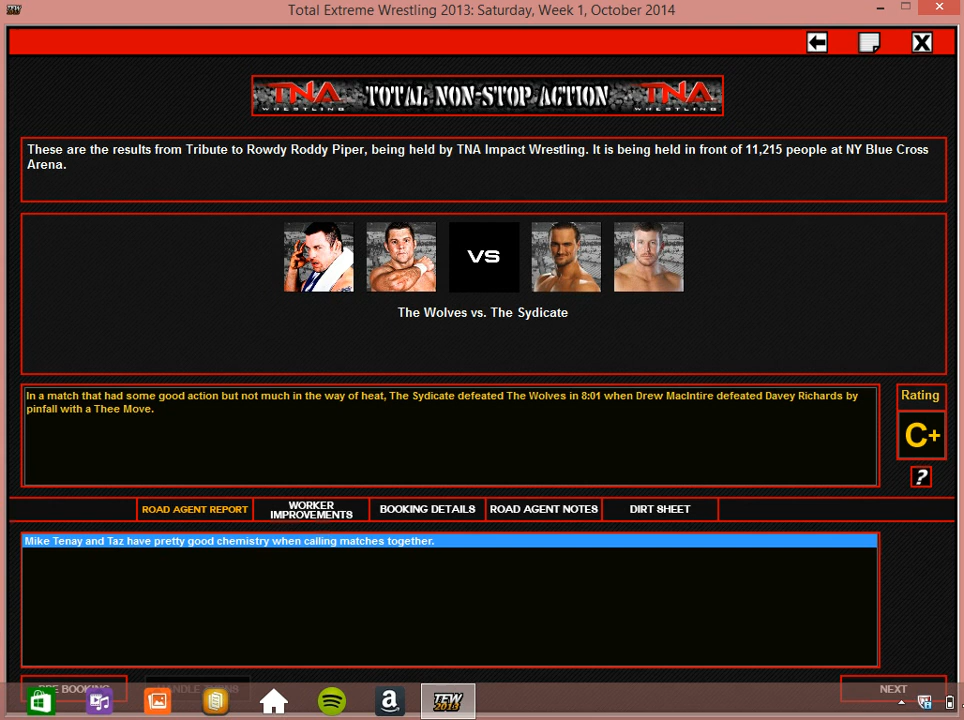 Total Extreme Wrestling 2013: Saturday, Week 1, October 2014
TNA WRESTLING TOTAL NON-STOP ACTION TNA WRESTLING
These are the results from Tribute to Rowdy Roddy Piper, being held by TNA Impact Wrestling. It is being held in front of 11,215 people at NY Blue Cross
Arena.
VS
The Wolves vs. The Sydicate
In a match that had some good action but not much in the way of heat, The Sydicate defeated The Wolves in 8:01 when Drew MacIntire defeated Davey Richards by
pinfall with a Thee Move.
Rating
C+
?
ROAD AGENT REPORT
WORKER
IMPROVEMENTS
BOOKING DETAILS
ROAD AGENT NOTES
DIRT SHEET
Mike Tenay and Taz have pretty good chemistry when calling matches together.
NEXT
TEW
2013